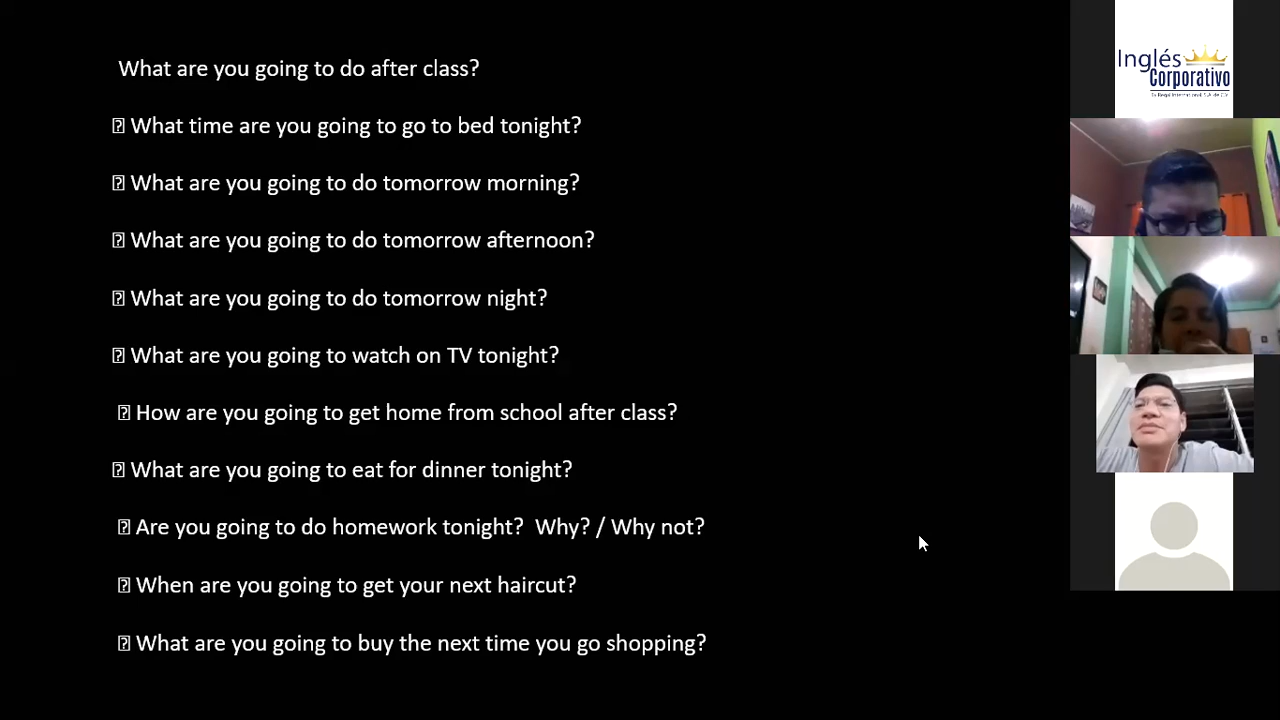 What are you going to do after class?
What time are you going to go to bed tonight?
What are you going to do tomorrow morning?
What are you going to do tomorrow afternoon?
What are you going to do tomorrow night?
What are you going to watch on TV tonight?
How are you going to get home from school after class?
What are you going to eat for dinner tonight?
Are you going to do homework tonight?  Why? / Why not?
When are you going to get your next haircut?
What are you going to buy the next time you go shopping?
Inglés
Corporativo